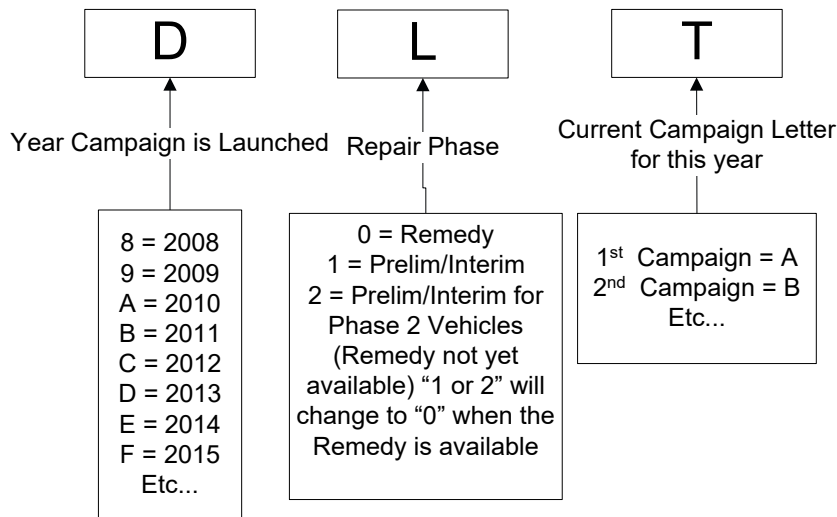 D
L
T
Year Campaign is Launched
Repair Phase
Current Campaign Letter
for this year
8 = 2008
9 = 2009
A = 2010
B = 2011
C = 2012
D = 2013
E = 2014
F = 2015
Etc...
0 = Remedy
1 = Prelim/Interim
2 = Prelim/Interim for
Phase 2 Vehicles
(Remedy not yet
available) “1 or 2” will
change to “0” when the
Remedy is available
1st Campaign = A
2nd Campaign = B
Etc...